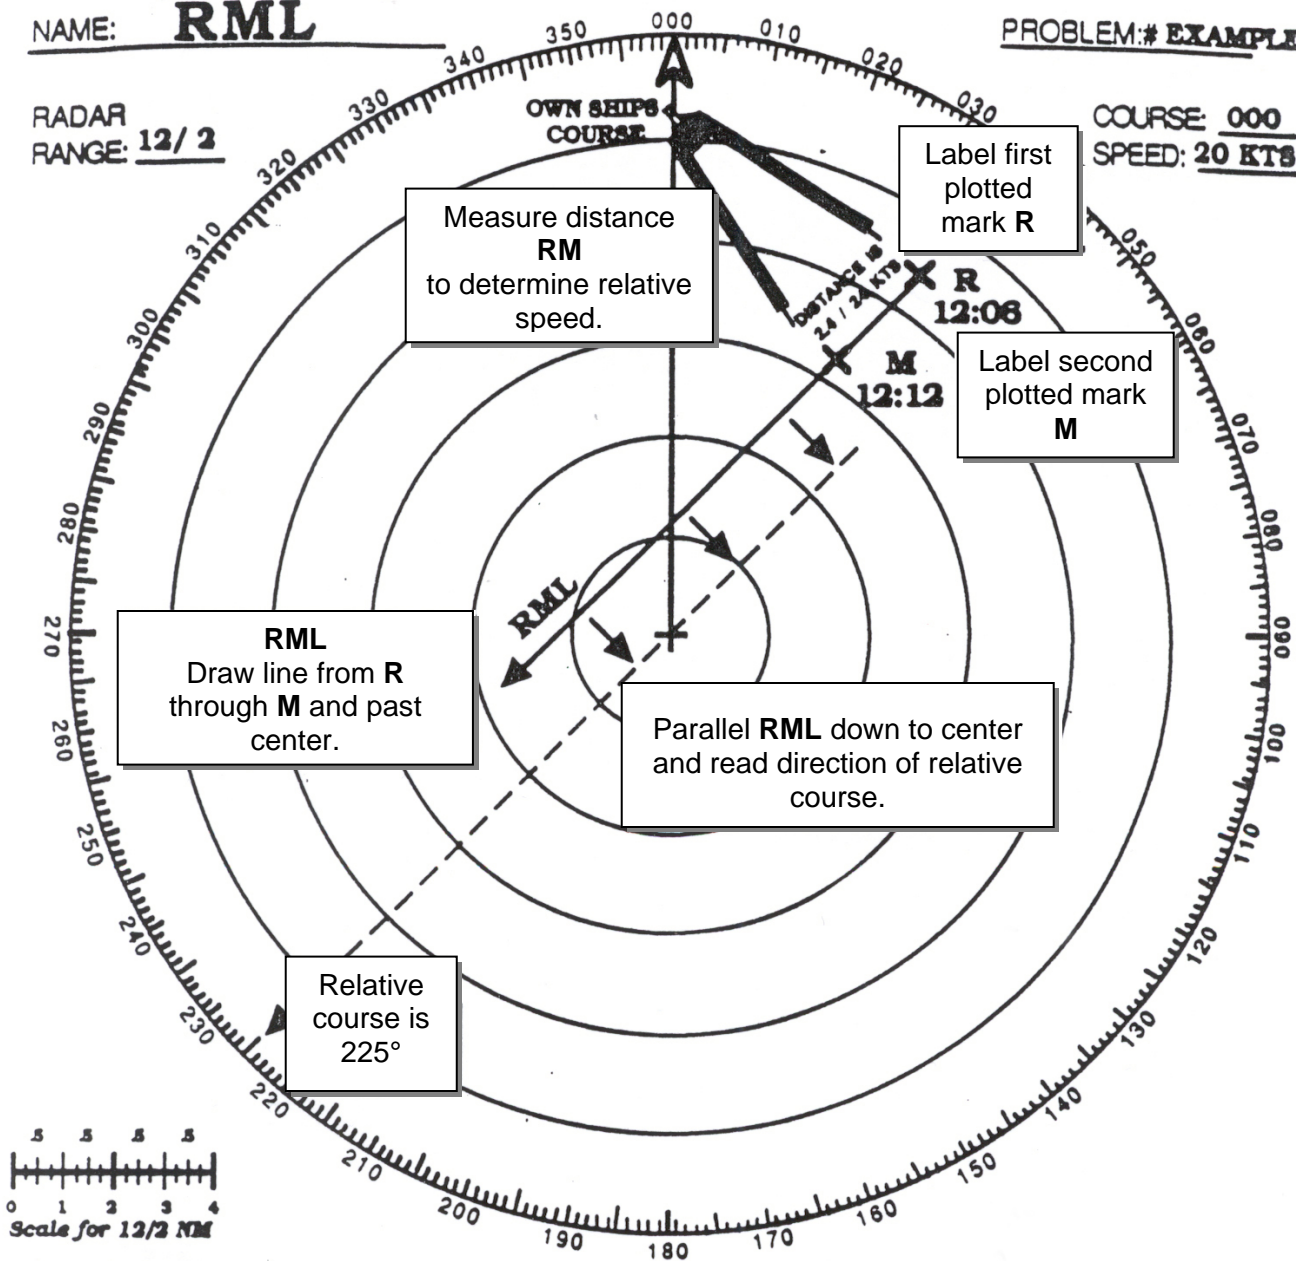 NAME: RML
PROBLEM:# EXAMPLE
RADAR
RANGE: 12/ 2
COURSE: 000
SPEED: 20 KTS
OWN SHIPS
COURSE
Label first
plotted
mark R
Measure distance
RM
to determine relative
speed.
DISTANCE IS
2.4 / 24 KTS
R
12:06
M
12:12
Label second
plotted mark
M
RML
RML
Draw line from R
through M and past
center.
Parallel RML down to center
and read direction of relative
course.
Relative
course is
225°
000
010
020
030
050
060
070
080
090
100
110
120
130
140
150
160
170
180
190
200
210
220
230
240
250
260
270
280
290
300
310
320
330
340
350
.5 .5 .5 .5
0 1 2 3 4
Scale for 12/2 NM